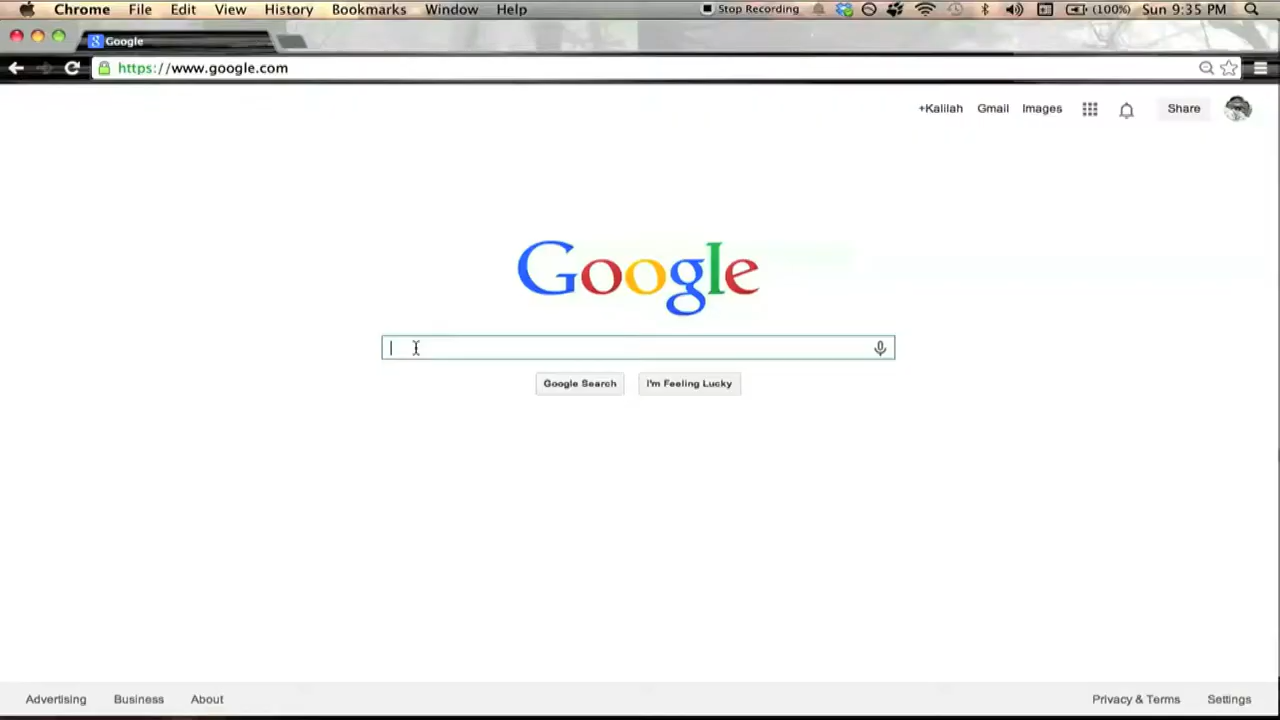 Chrome File Edit View History Bookmarks Window Help Stop Recording (100%) Sun 9:35 PM
Google
https://www.google.com
+Kalilah Gmail Images Share
Google
Google Search I'm Feeling Lucky
Advertising Business About Privacy & Terms Settings